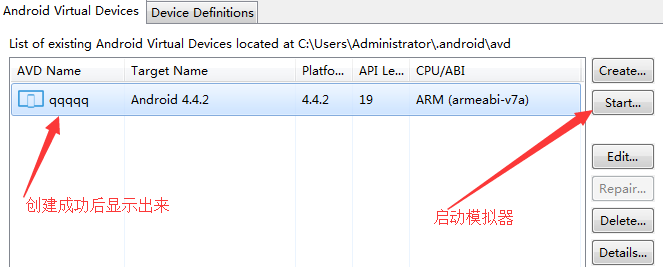 Android Virtual Devices Device Definitions
List of existing Android Virtual Devices located at C:\Users\Administrator\.android\avd
AVD Name Target Name Platfo... API Le... CPU/ABI
qqqqq Android 4.4.2 4.4.2 19 ARM (armeabi-v7a)
Create...
Start...
Edit...
Repair...
Delete...
Details...
创建成功后显示出来
启动模拟器